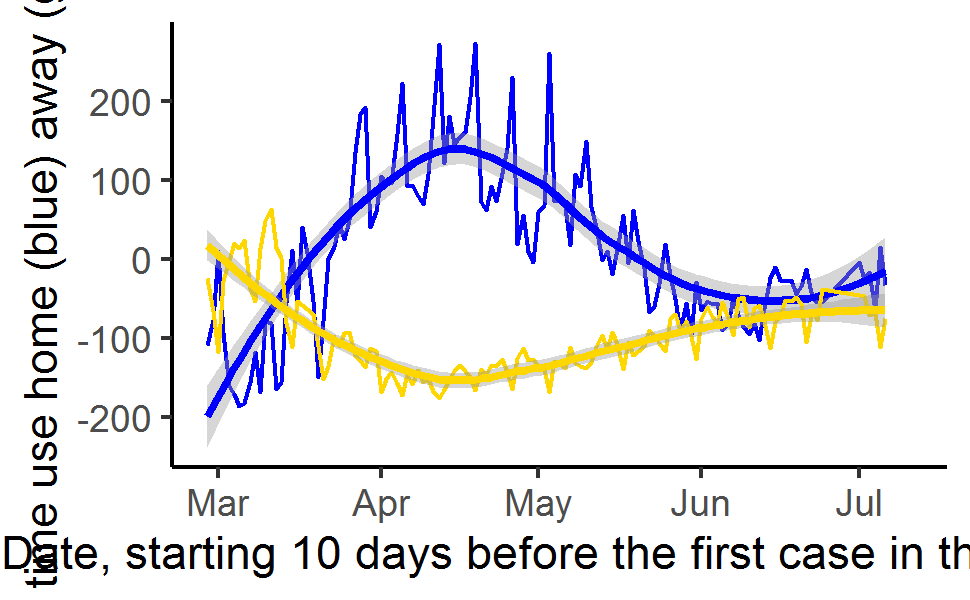 time use home (blue) away (
200
100
0
-100
-200
Mar Apr May Jun Jul
Date, starting 10 days before the first case in th